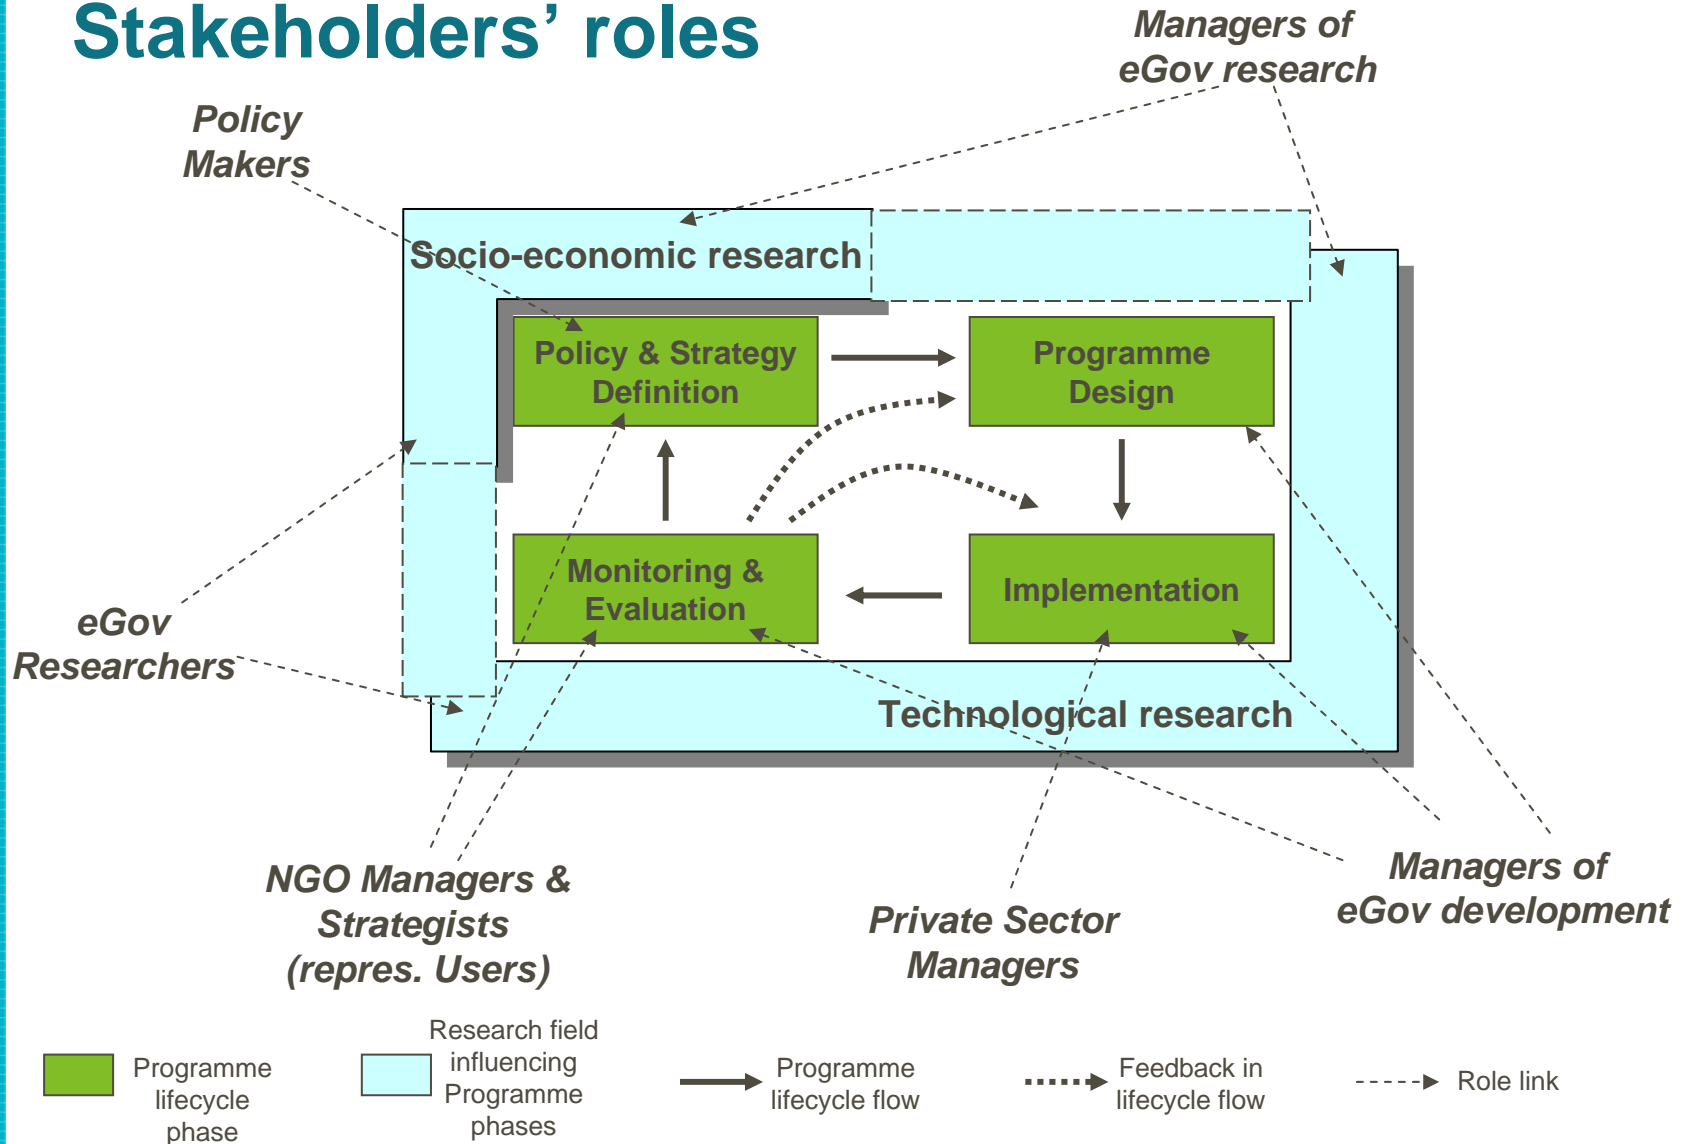 Stakeholders’ roles
Managers of
eGov research
Policy
Makers
Socio-economic research
Policy & Strategy
Definition
Programme
Design
Monitoring &
Evaluation
Implementation
eGov
Researchers
Technological research
NGO Managers &
Strategists
(repres. Users)
Private Sector
Managers
Managers of
eGov development
Programme
lifecycle
phase
Research field
influencing
Programme
phases
Programme
lifecycle flow
Feedback in
lifecycle flow
Role link